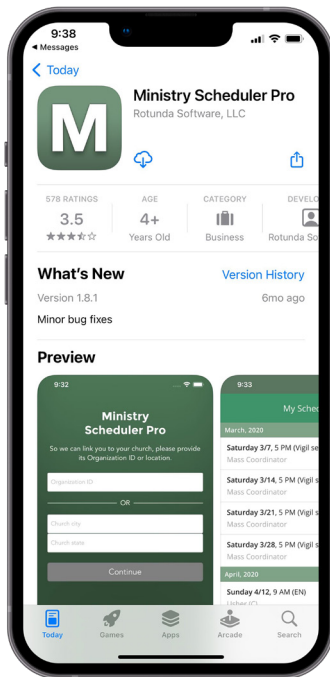 9:38
◀ Messages
Today
M
Ministry Scheduler Pro
Rotunda Software, LLC
578 RATINGS
3.5
AGE
4+
Years Old
CATEGORY
Business
DEVELO
Rotunda So
What's New
Version History
Version 1.8.1
6mo ago
Minor bug fixes
Preview
9:32
Ministry
Scheduler Pro
So we can link you to your church, please provide
its Organization ID or location.
Organization ID
OR
Church city
Church state
Continue
9:33
My Sched
March, 2020
Saturday 3/7, 5 PM (Vigil se
Mass Coordinator
Saturday 3/14, 5 PM (Vigil s
Mass Coordinator
Saturday 3/21, 5 PM (Vigil s
Mass Coordinator
Saturday 3/28, 5 PM (Vigil s
Mass Coordinator
April, 2020
Sunday 4/12, 9 AM (EN)
Usher (C)
Today
Games
Apps
Arcade
Search